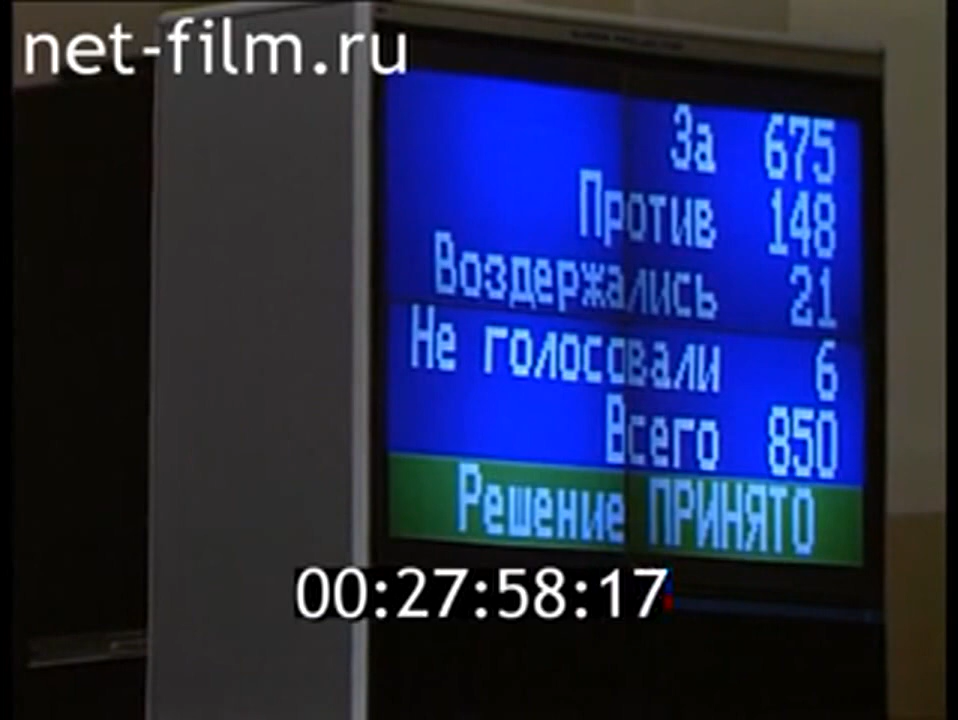 net-film.ru
За 675
Против 148
Воздержались 21
Не голосовали 6
Всего 850
Решение ПРИНЯТО
00:27:58:17